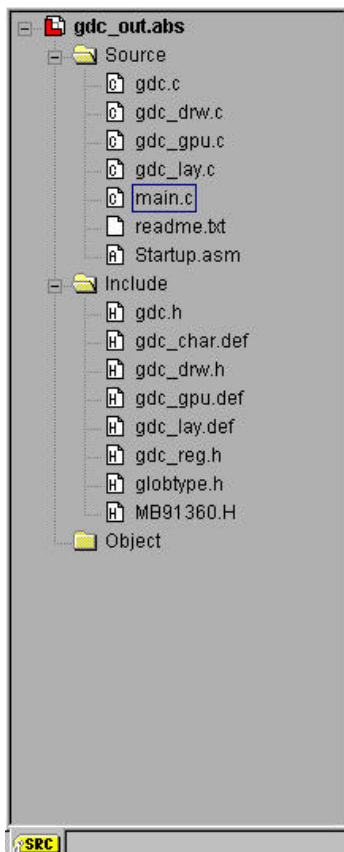 gdc_out.abs
Source
gdc.c
gdc_drw.c
gdc_gpu.c
gdc_lay.c
main.c
readme.txt
Startup.asm
Include
gdc.h
gdc_char.def
gdc_drw.h
gdc_gpu.def
gdc_lay.def
gdc_reg.h
globtype.h
MB91360.H
Object
SRC